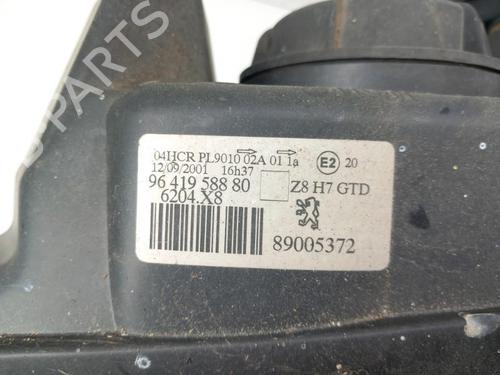 04HCR PL9010 02A 01 1a E2 20
12/09/2001 16h37
96 419 588 80 Z8 H7 GTD
6204.X8
89005372
B-PARTS